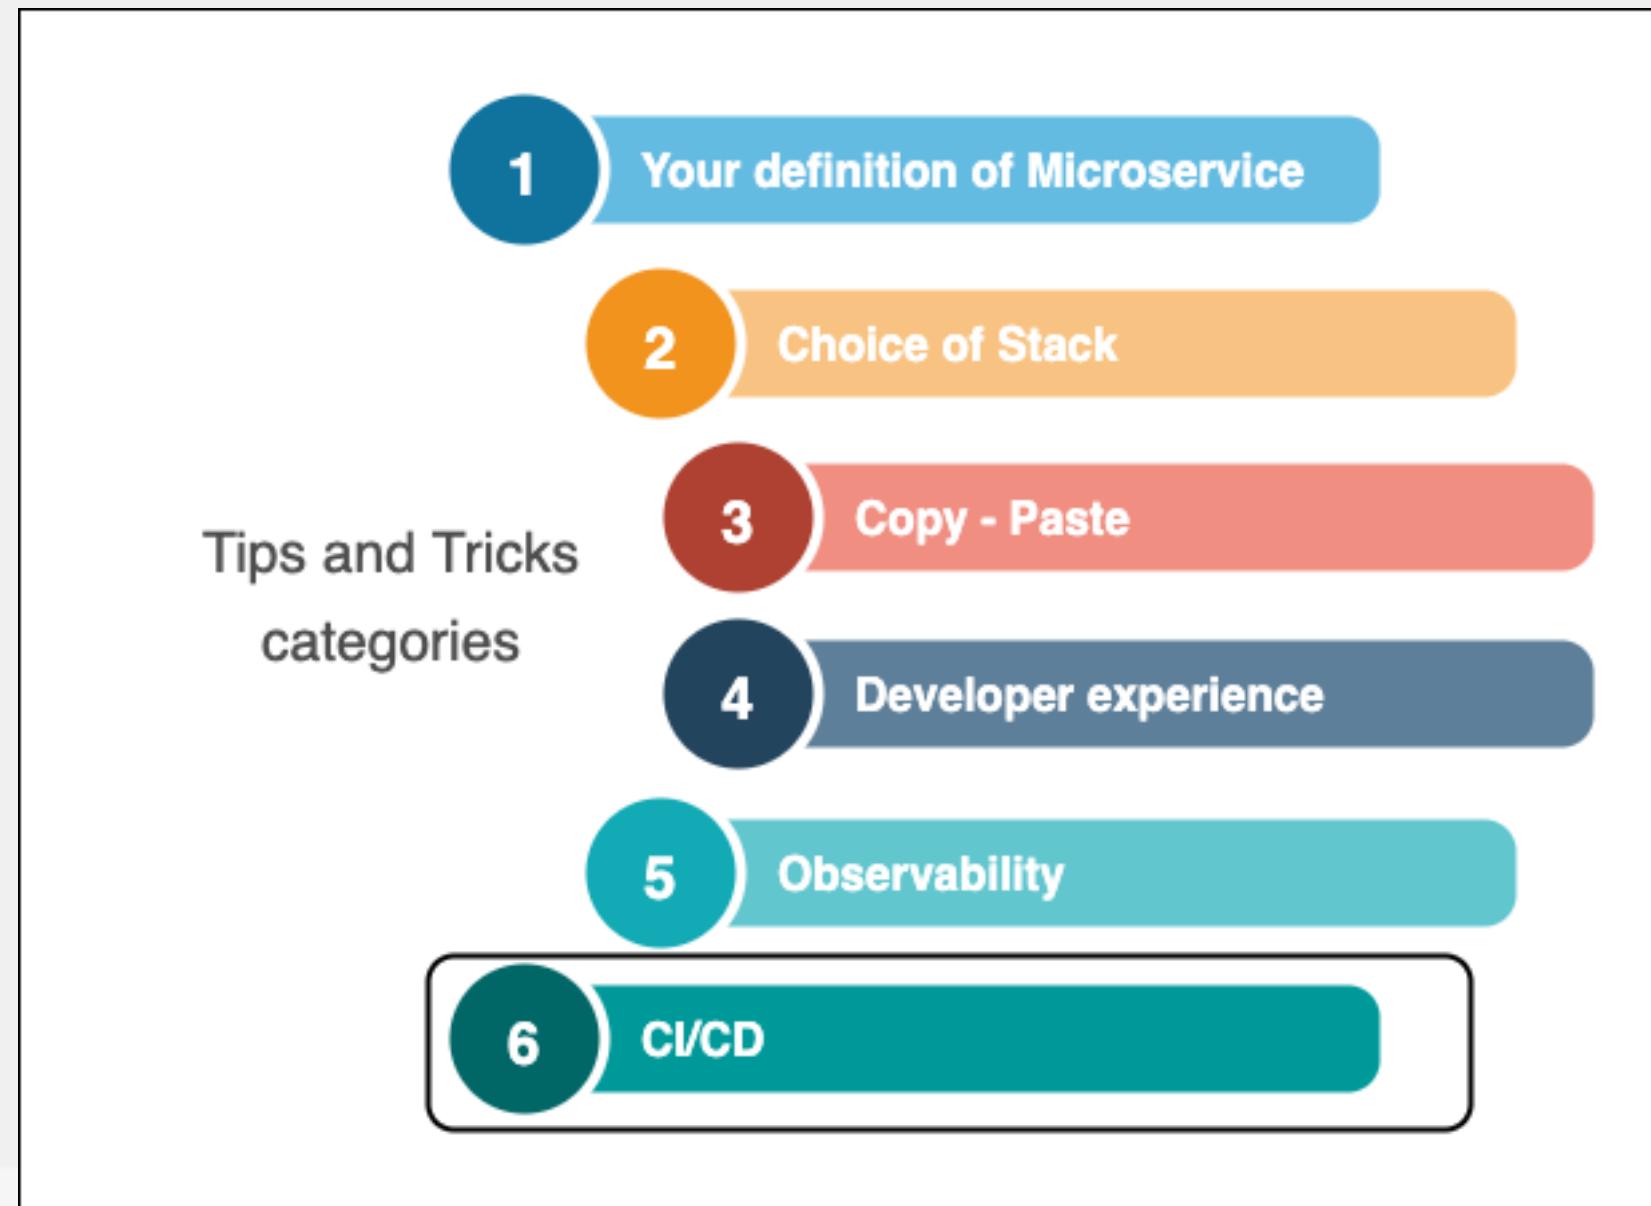 1
Your definition of Microservice
2
Choice of Stack
3
Copy - Paste
Tips and Tricks
categories
4
Developer experience
5
Observability
6
CI/CD